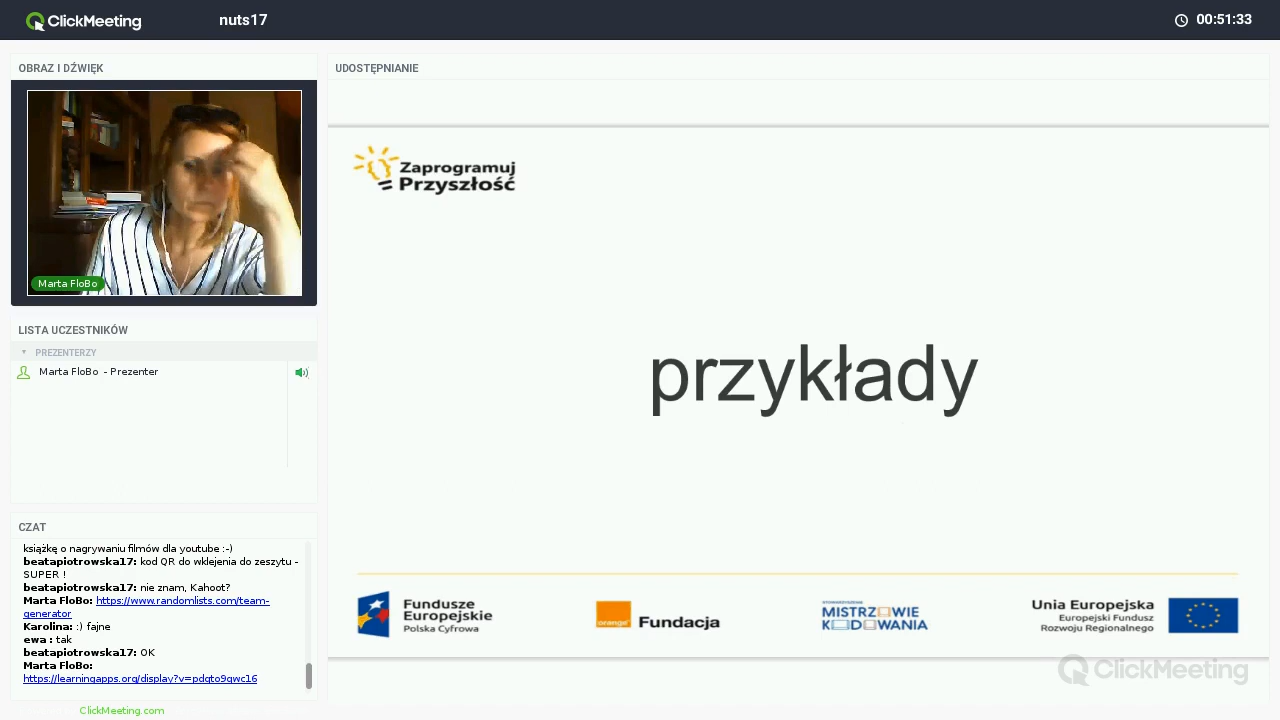 ClickMeeting
nuts17
00:51:33
OBRAZ I DŹWIĘK
Marta FloBo
LISTA UCZESTNIKÓW
PREZENTERZY
Marta FloBo - Prezenter
CZAT
książkę o nagrywaniu filmów dla youtube :-)
beatapiotrowska17: kod QR do wklejenia do zeszytu -
SUPER !
beatapiotrowska17: nie znam, Kahoot?
Marta FloBo: https://www.randomlists.com/team-
generator
Karolina: :) fajne
ewa : tak
beatapiotrowska17: OK
Marta FloBo:
https://learningapps.org/display?v=pdqto9qwc16
ClickMeeting.com
UDOSTĘPNIANIE
Zaprogramuj
Przyszłość
przykłady
Fundusze
Europejskie
Polska Cyfrowa
orange
Fundacja
STOWARZYSZENIE
MISTRZOWIE
KODOWANIA
Unia Europejska
Europejski Fundusz
Rozwoju Regionalnego
ClickMeeting